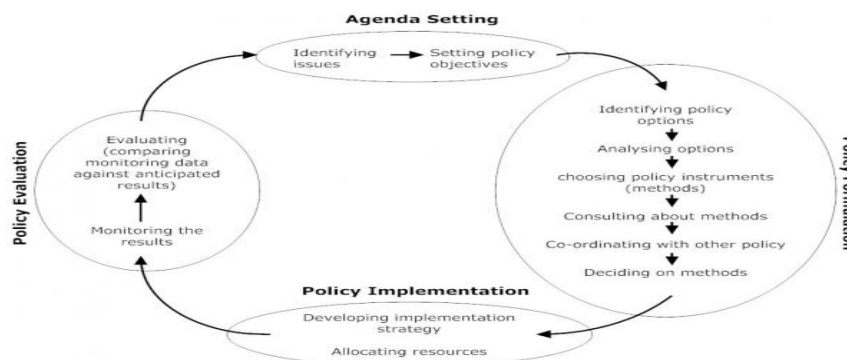 Agenda Setting
Identifying
issues
Setting policy
objectives
Identifying policy
options
Analysing options
choosing policy instruments
(methods)
Consulting about methods
Co-ordinating with other policy
Deciding on methods
Policy Implementation
Developing implementation
strategy
Allocating resources
Policy Evaluation
Evaluating
(comparing
monitoring data
against anticipated
results)
Monitoring the
results